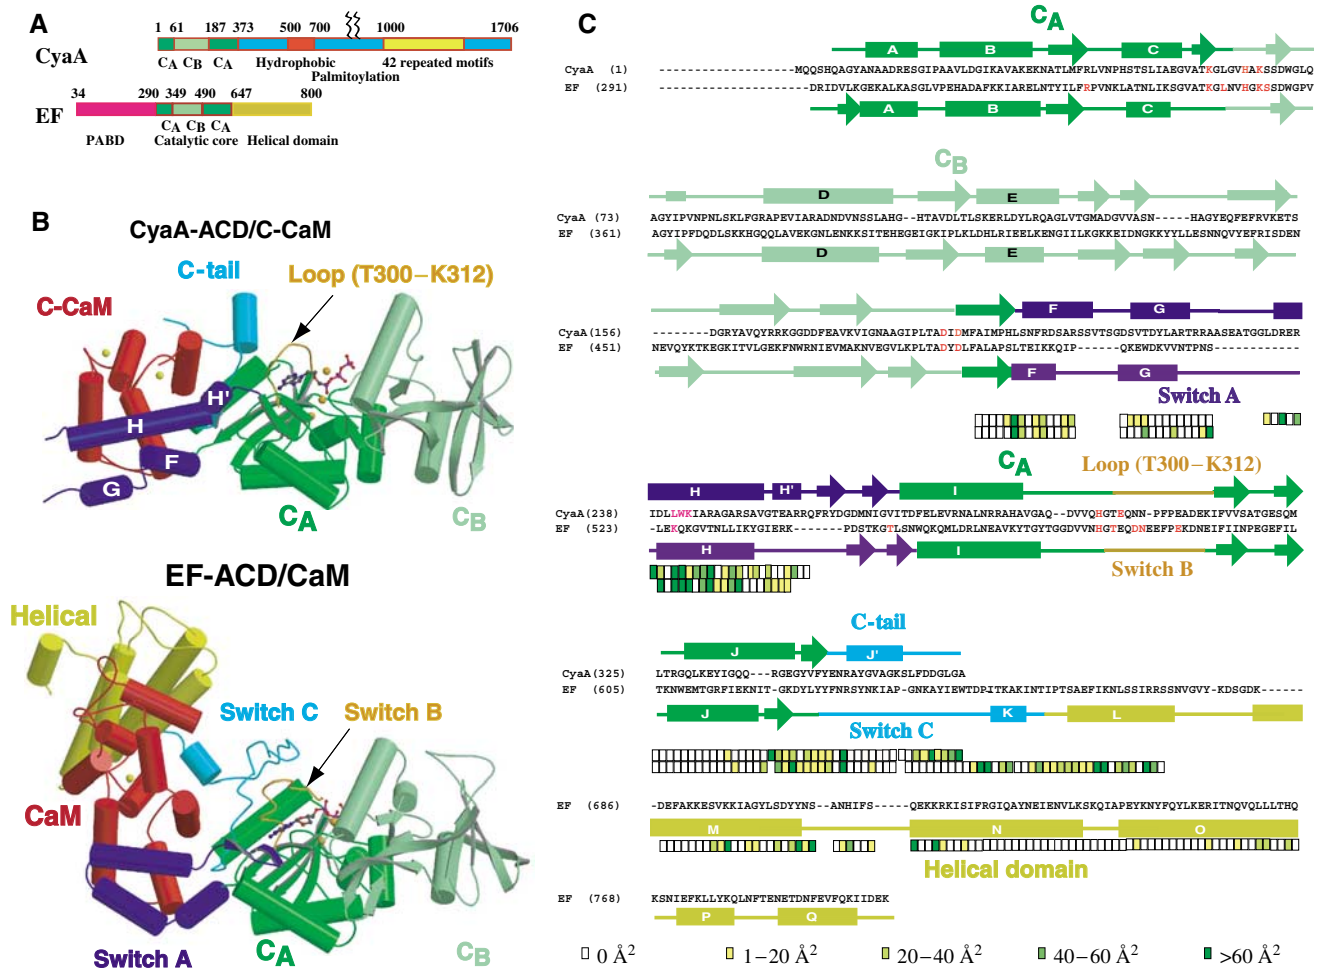 A
1 61 187 373 500 700 1000 1706
CyaA
CA CB CA Hydrophobic 42 repeated motifs
Palmitoylation
34 290 349 490 647 800
EF
CA CB CA
PABD Catalytic core Helical domain
B
CyaA-ACD/C-CaM
C-tail
Loop (T300–K312)
C-CaM
H'
H
F
G
CA
CB
EF-ACD/CaM
Helical
Switch C
Switch B
CaM
Switch A
CA
CB
C
CA
A B C
CyaA (1) ----------------MQQSHQAGYANAADRESGIPAAVLDGIKAVAKEKNATLMFRLVNPHSTSLIAEGVATKGLGVHAKSSDWGLQ
EF (291) ------------------DRIDVLKGEKALKASGLVPEHADAFKKIARELNTYILFRPVNKLATNLIKSGVATKGLNVHGKSSDWGPV
A B C
CB
D E
CyaA (73) AGYIPVNPNLSKLFGRAPEVIARADNDVNSSLAHG--HTAVDLTLSKERLDYLRQAGLVTGMADGVVASN-----HAGYEQFEFRVKETS
EF (361) AGYIPFDQDLSKKHGQQLAVEKGNLENKKSITEHEGEIGKIPLKLDHLRIEELKENGIILKGKKEIDNGKKYYLLESNNQVYEFRISDEN
D E
F G
CyaA(156) -------DGRYAVQYRRKGGDDFEAVKVIGNAAGIPLTADIDMFAIMPHLSNFRDSARSSVTSGDSVTDYLARTRRAASEATGGLDRER
EF (451) NEVQYKTKEGKITVLGEKFNWRNIEVMAKNVEGVLKPLTADYDLFALAPSLTEIKKQIP-----QKEWDKVVNTPNS-----------
F G
Switch A
CA
Loop (T300–K312)
H H' I
CyaA(238) IDLLWKIARAGARSAVGTEARRQFRYDGDMNIGVITDFELEVRNALNRRAHAVGAQ--DVVQHGTEQNN-PFPEADEKIFVVSATGESQM
EF (523) -LEKQKGVTNLLIKYGIERK------PDSTKGTLSNWQKQMLDRLNEAVKYTGYTGGDVVNHGTEQDNEEFPEKDNEIFIINPEGEFIL
H I
Switch B
C-tail
J J'
CyaA(325) LTRGQLKEYIGQQ---RGEGYVFYENRAYGVAGKSLFDDGLGA
EF (605) TKNWEMTGRFIEKNIT-GKDYLYYFNRSYNKIAP-GNKAYIEWTDPITKAKINTIPTSAEFIKNLSSIRRSSNVGVY-KDSGDK------
J K L
Switch C
EF (686) -DEFAKKESVKKIAGYLSDYYNS--ANHIFS-----QEKKRKISIFRGIQAYNEIENVLKSKQIAPEYKNYFQYLKERITNQVQLLLTHQ
M N O
Helical domain
EF (768) KSNIEFKLLYKQLNFTENETDNFEVFQKIIDEK
P Q
0 Å² 1–20 Å² 20–40 Å² 40–60 Å² >60 Å²